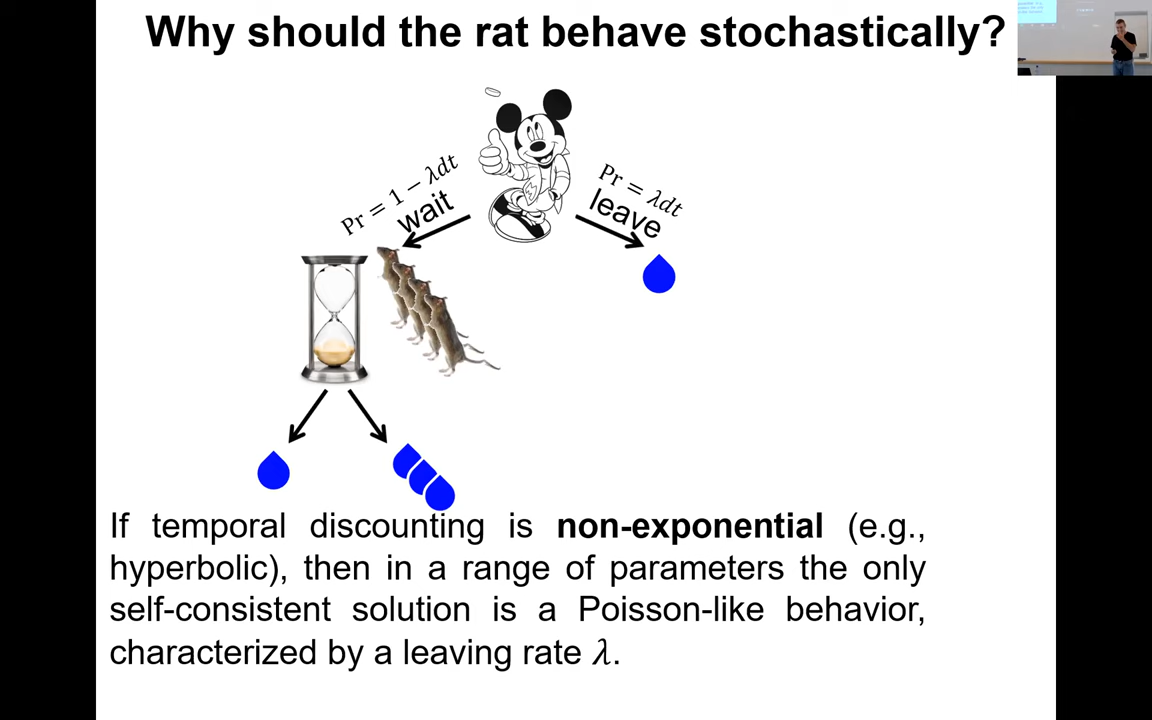 Why should the rat behave stochastically?
Pr = 1 − λdt
wait
Pr = λdt
leave
If temporal discounting is non-exponential (e.g.,
hyperbolic), then in a range of parameters the only
self-consistent solution is a Poisson-like behavior,
characterized by a leaving rate λ.